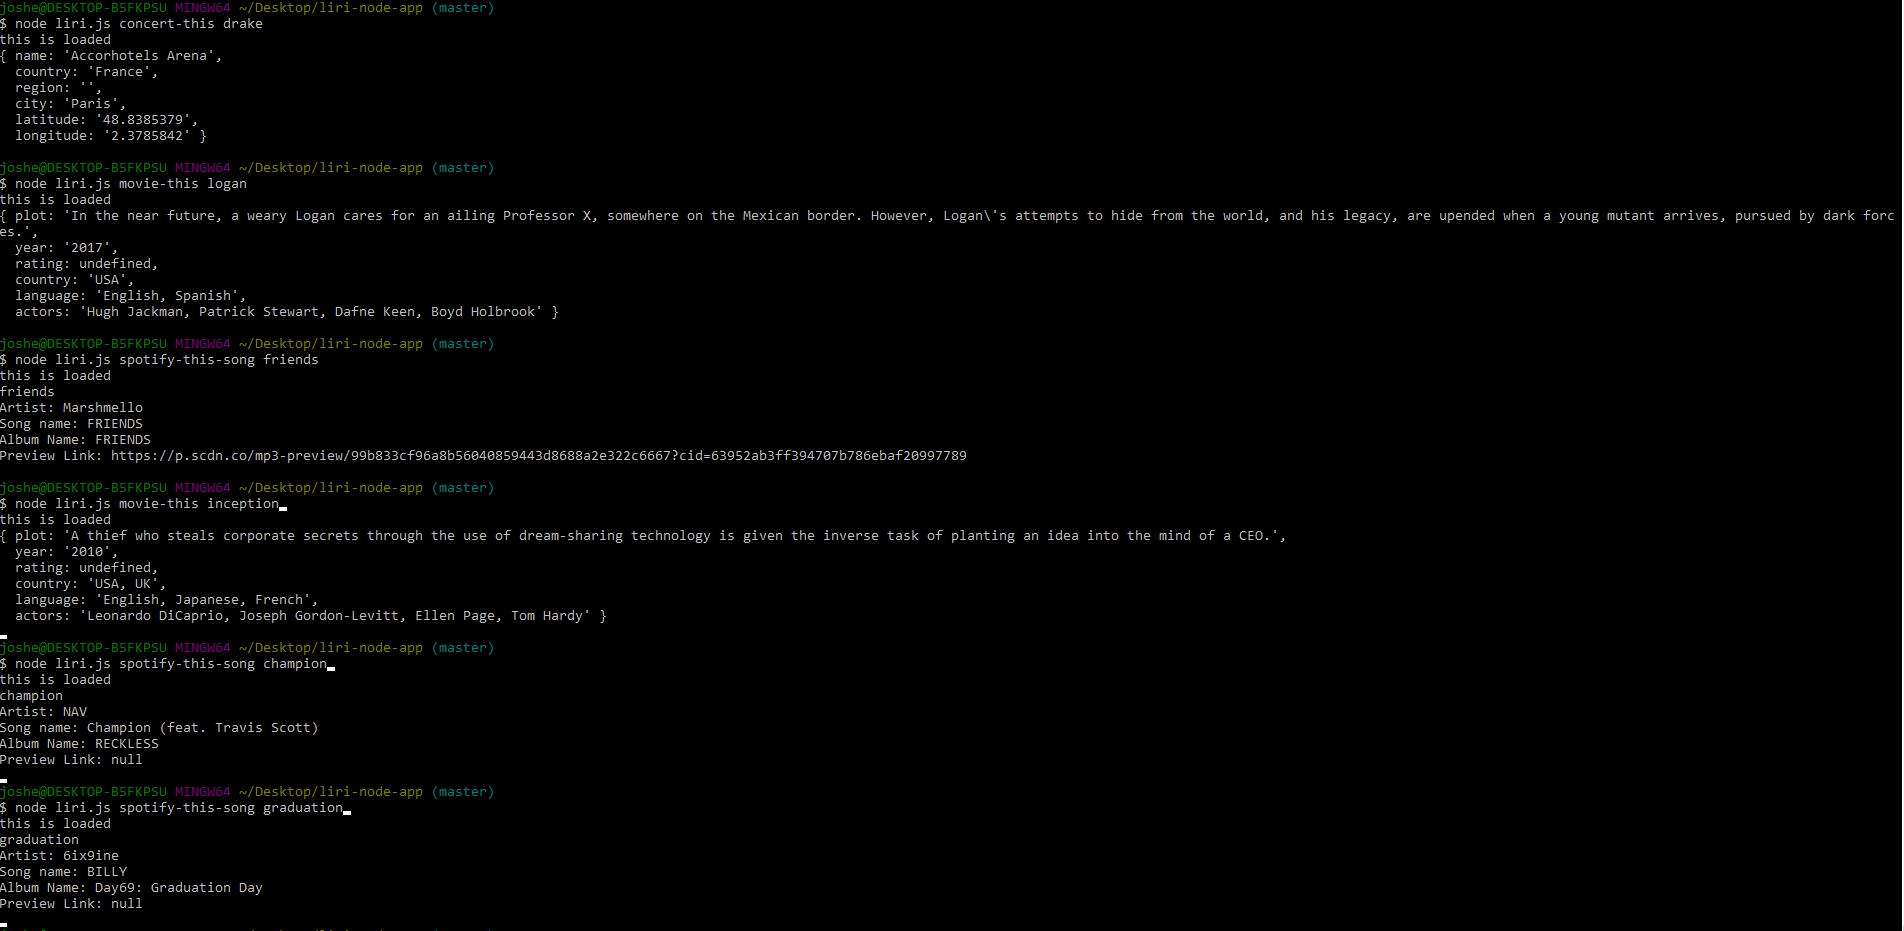 joshe@DESKTOP-B5FKPSU MINGW64 ~/Desktop/liri-node-app (master)
$ node liri.js concert-this drake
this is loaded
{ name: 'Accorhotels Arena',
  country: 'France',
  region: '',
  city: 'Paris',
  latitude: '48.8385379',
  longitude: '2.3785842' }

joshe@DESKTOP-B5FKPSU MINGW64 ~/Desktop/liri-node-app (master)
$ node liri.js movie-this logan
this is loaded
{ plot: 'In the near future, a weary Logan cares for an ailing Professor X, somewhere on the Mexican border. However, Logan\'s attempts to hide from the world, and his legacy, are upended when a young mutant arrives, pursued by dark forc
es.',
  year: '2017',
  rating: undefined,
  country: 'USA',
  language: 'English, Spanish',
  actors: 'Hugh Jackman, Patrick Stewart, Dafne Keen, Boyd Holbrook' }

joshe@DESKTOP-B5FKPSU MINGW64 ~/Desktop/liri-node-app (master)
$ node liri.js spotify-this-song friends
this is loaded
friends
Artist: Marshmello
Song name: FRIENDS
Album Name: FRIENDS
Preview Link: https://p.scdn.co/mp3-preview/99b833cf96a8b56040859443d8688a2e322c6667?cid=63952ab3ff394707b786ebaf20997789

joshe@DESKTOP-B5FKPSU MINGW64 ~/Desktop/liri-node-app (master)
$ node liri.js movie-this inception
this is loaded
{ plot: 'A thief who steals corporate secrets through the use of dream-sharing technology is given the inverse task of planting an idea into the mind of a CEO.',
  year: '2010',
  rating: undefined,
  country: 'USA, UK',
  language: 'English, Japanese, French',
  actors: 'Leonardo DiCaprio, Joseph Gordon-Levitt, Ellen Page, Tom Hardy' }

joshe@DESKTOP-B5FKPSU MINGW64 ~/Desktop/liri-node-app (master)
$ node liri.js spotify-this-song champion
this is loaded
champion
Artist: NAV
Song name: Champion (feat. Travis Scott)
Album Name: RECKLESS
Preview Link: null

joshe@DESKTOP-B5FKPSU MINGW64 ~/Desktop/liri-node-app (master)
$ node liri.js spotify-this-song graduation
this is loaded
graduation
Artist: 6ix9ine
Song name: BILLY
Album Name: Day69: Graduation Day
Preview Link: null